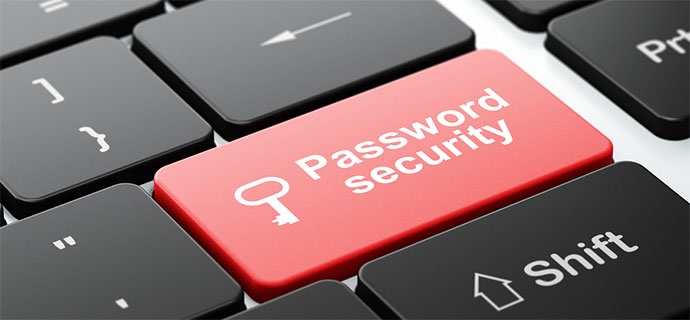 =
Prt
]
}
Password
security
"
'
Shift